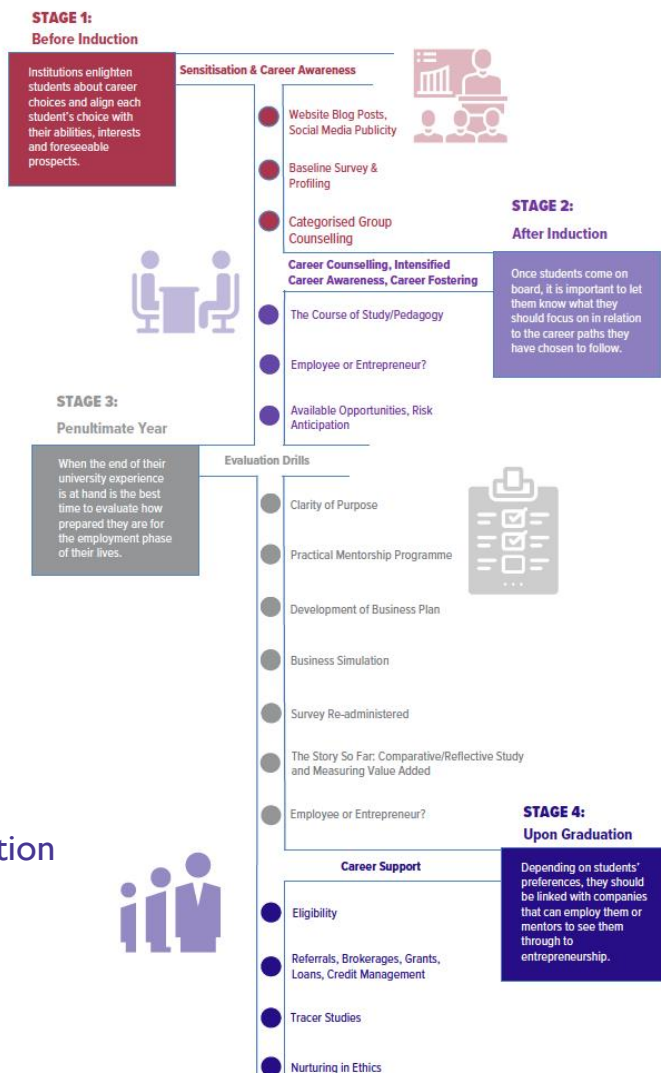 STAGE 1:
Before Induction
Institutions enlighten
students about career
choices and align each
student's choice with
their abilities, interests
and foreseeable
prospects.
Sensitisation & Career Awareness
Website Blog Posts,
Social Media Publicity
Baseline Survey &
Profiling
Categorised Group
Counselling
STAGE 2:
After Induction
Once students come on
board, it is important to let
them know what they
should focus on in relation
to the career paths they
have chosen to follow.
Career Counselling, Intensified
Career Awareness, Career Fostering
The Course of Study/Pedagogy
Employee or Entrepreneur?
Available Opportunities, Risk
Anticipation
STAGE 3:
Penultimate Year
When the end of their
university experience
is at hand is the best
time to evaluate how
prepared they are for
the employment phase
of their lives.
Evaluation Drills
Clarity of Purpose
Practical Mentorship Programme
Development of Business Plan
Business Simulation
Survey Re-administered
The Story So Far: Comparative/Reflective Study
and Measuring Value Added
Employee or Entrepreneur?
tion
STAGE 4:
Upon Graduation
Depending on students'
preferences, they should
be linked with companies
that can employ them or
mentors to see them
through to
entrepreneurship.
Career Support
Eligibility
Referrals, Brokerages, Grants,
Loans, Credit Management
Tracer Studies
Nurturing in Ethics